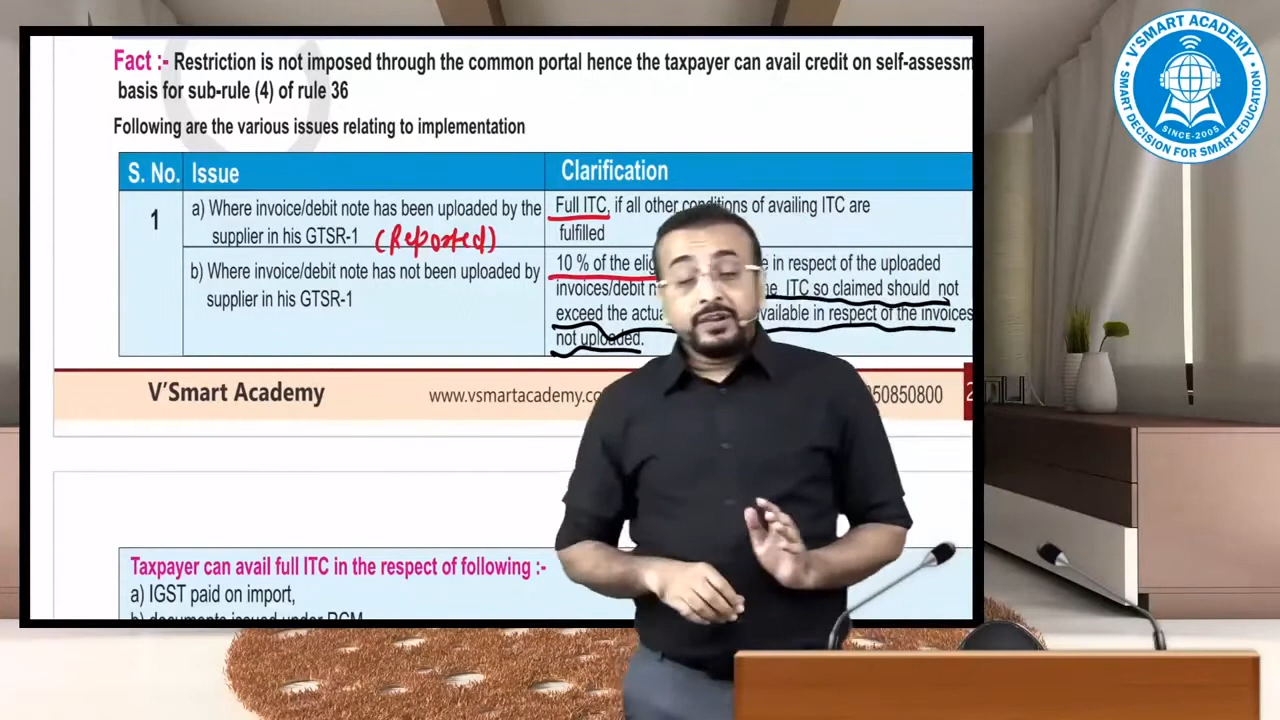 V'SMART ACADEMY
SMART DECISION FOR SMART EDUCATION
SINCE-2005
Fact :- Restriction is not imposed through the common portal hence the taxpayer can avail credit on self-assessm
basis for sub-rule (4) of rule 36
Following are the various issues relating to implementation
S. No. Issue Clarification
1 a) Where invoice/debit note has been uploaded by the
supplier in his GTSR-1 (Reported)
Full ITC, if all other conditions of availing ITC are
fulfilled
b) Where invoice/debit note has not been uploaded by
supplier in his GTSR-1
10 % of the elig e in respect of the uploaded
invoices/debit ITC so claimed should not
exceed the actua available in respect of the invoices
not uploaded.
V'Smart Academy www.vsmartacademy.co 50850800 2
Taxpayer can avail full ITC in the respect of following :-
a) IGST paid on import,
b) documents issued under RCM